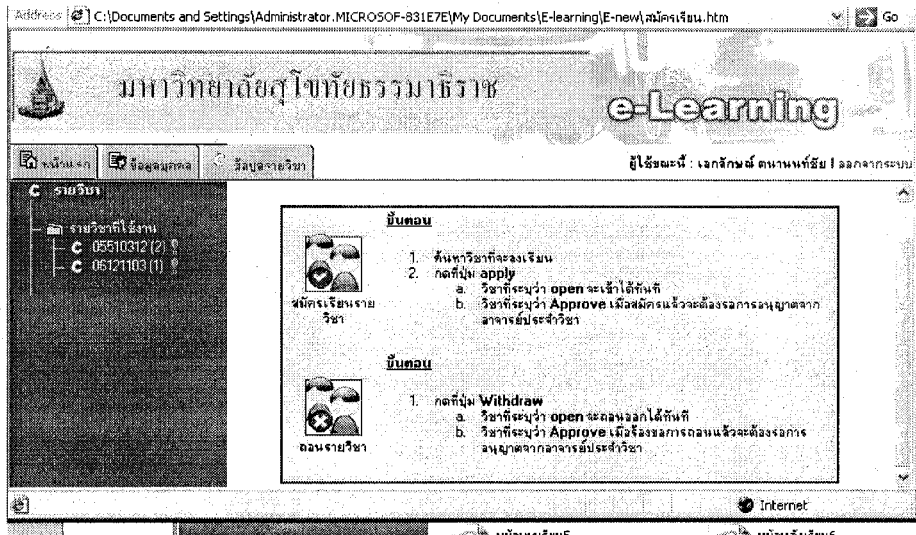 Address C:\Documents and Settings\Administrator.MICROSOF-831E7E\My Documents\E-learning\E-new\สมัครเรียน.htm Go
มหาวิทยาลัยสุโขทัยธรรมาธิราช
e-Learning
หน้าแรก ข้อมูลบุคคล ข้อมูลรายวิชา ผู้ใช้ขณะนี้ : เอกลักษณ์ ตนานนท์ชัย | ออกจากระบบ
C รายวิชา
รายวิชาที่ใช้งาน
C 05510312 (2)
C 06121103 (1)
ขั้นตอน
1. ค้นหาวิชาที่จะลงเรียน
2. กดที่ปุ่ม apply
a. วิชาที่ระบุว่า open จะเข้าได้ทันที
b. วิชาที่ระบุว่า Approve เมื่อสมัครแล้วจะต้องรอการอนุญาตจาก
อาจารย์ประจำวิชา
สมัครเรียนราย
วิชา
ขั้นตอน
1. กดที่ปุ่ม Withdraw
a. วิชาที่ระบุว่า open จะถอนออกได้ทันที
b. วิชาที่ระบุว่า Approve เมื่อร้องขอการถอนแล้วจะต้องรอการ
อนุญาตจากอาจารย์ประจำวิชา
ถอนรายวิชา
Internet